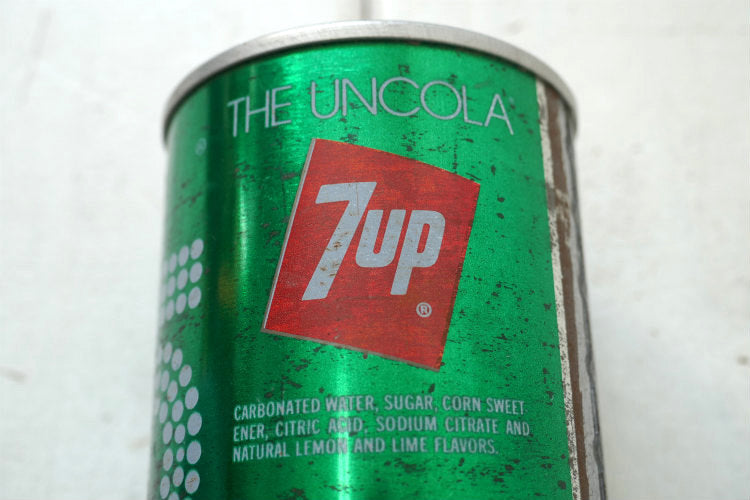 THE UNCOLA
7up
®
CARBONATED WATER, SUGAR, CORN SWEET
ENER, CITRIC ACID, SODIUM CITRATE AND
NATURAL LEMON AND LIME FLAVORS.